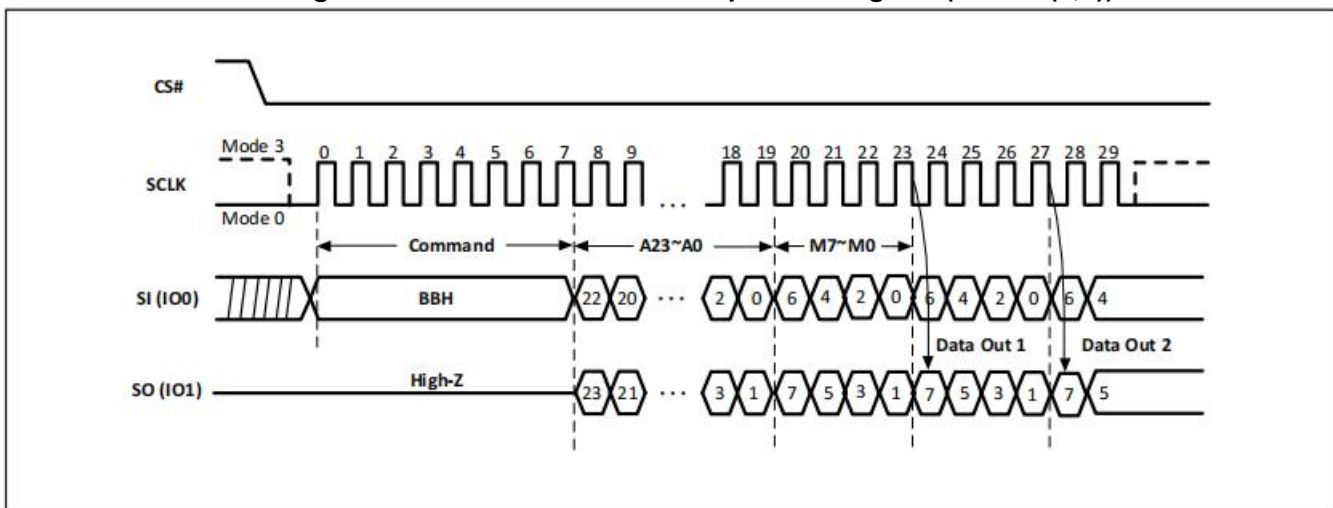 CS#
Mode 3
0 1 2 3 4 5 6 7 8 9 18 19 20 21 22 23 24 25 26 27 28 29
SCLK
...
Mode 0
Command A23~A0 M7~M0
SI (IO0) BBH 22 20 ... 2 0 6 4 2 0 6 4 2 0 6 4
Data Out 1 Data Out 2
High-Z
SO (IO1) 23 21 ... 3 1 7 5 3 1 7 5 3 1 7 5